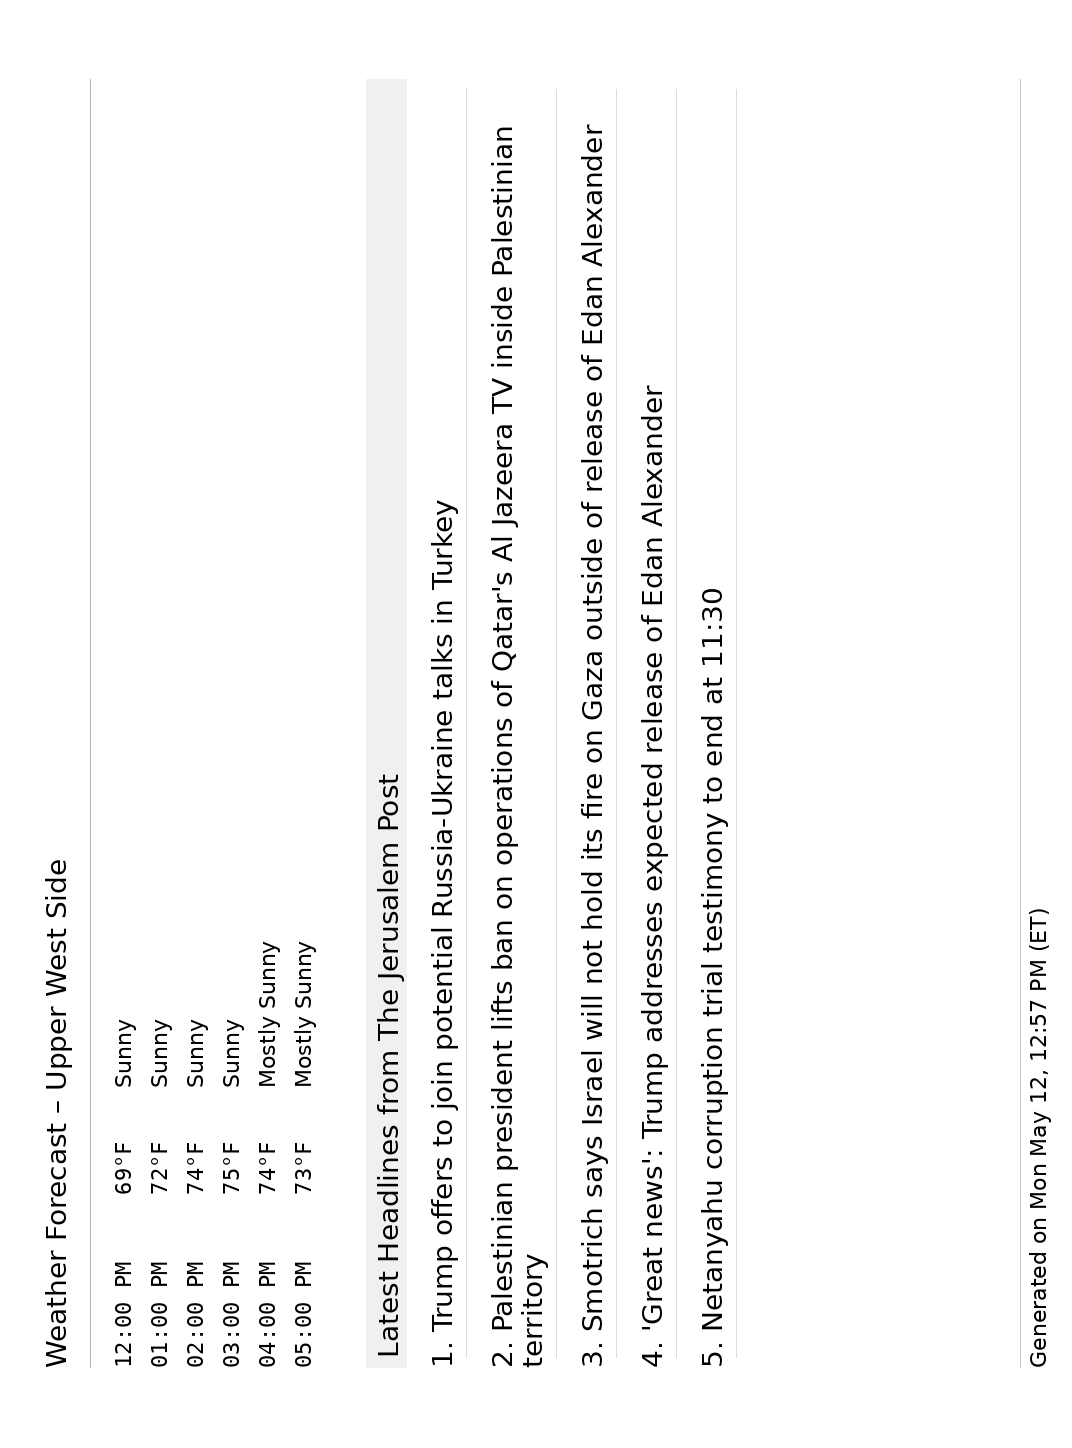 Weather Forecast – Upper West Side
12:00 PM 69°F Sunny
01:00 PM 72°F Sunny
02:00 PM 74°F Sunny
03:00 PM 75°F Sunny
04:00 PM 74°F Mostly Sunny
05:00 PM 73°F Mostly Sunny
Latest Headlines from The Jerusalem Post
1. Trump offers to join potential Russia-Ukraine talks in Turkey
2. Palestinian president lifts ban on operations of Qatar's Al Jazeera TV inside Palestinian
territory
3. Smotrich says Israel will not hold its fire on Gaza outside of release of Edan Alexander
4. 'Great news': Trump addresses expected release of Edan Alexander
5. Netanyahu corruption trial testimony to end at 11:30
Generated on Mon May 12, 12:57 PM (ET)